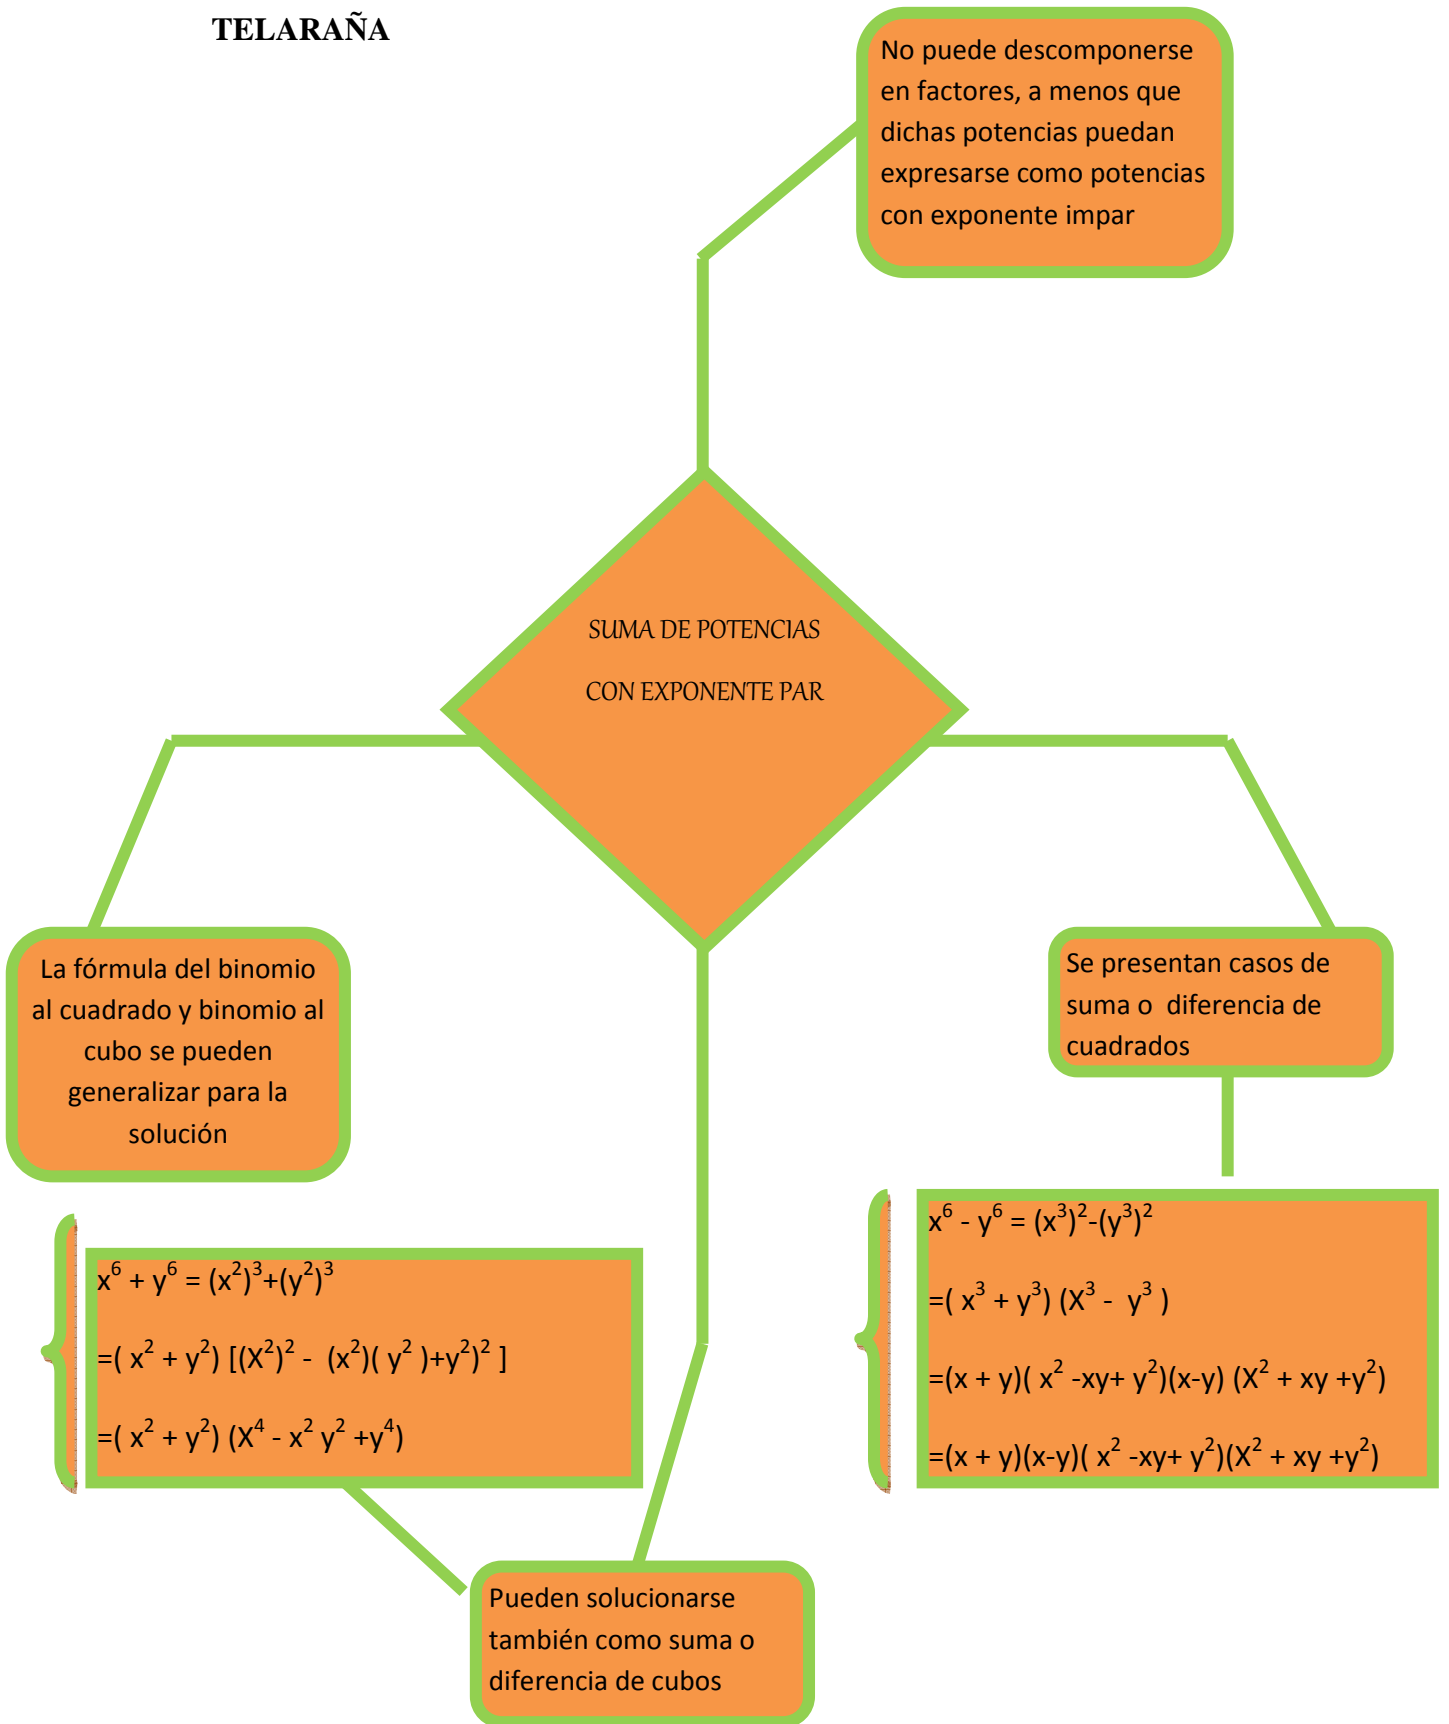 TELARAÑA
No puede descomponerse
en factores, a menos que
dichas potencias puedan
expresarse como potencias
con exponente impar
SUMA DE POTENCIAS
CON EXPONENTE PAR
La fórmula del binomio
al cuadrado y binomio al
cubo se pueden
generalizar para la
solución
Se presentan casos de
suma o  diferencia de
cuadrados
x⁶ + y⁶ = (x²)³+(y²)³
=( x² + y²) [(X²)² -  (x²)( y² )+y²)² ]
=( x² + y²) (X⁴ - x² y² +y⁴)
x⁶ - y⁶ = (x³)²-(y³)²
=( x³ + y³) (X³ -  y³ )
=(x + y)( x² -xy+ y²)(x-y) (X² + xy +y²)
=(x + y)(x-y)( x² -xy+ y²)(X² + xy +y²)
Pueden solucionarse
también como suma o
diferencia de cubos